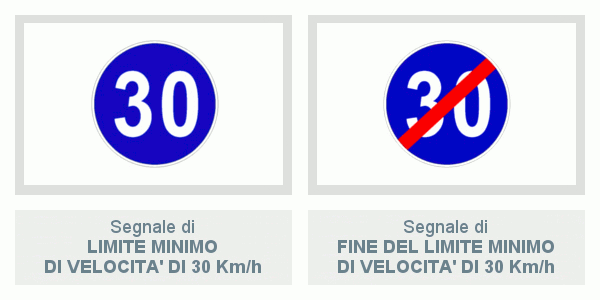 30
30
Segnale di
LIMITE MINIMO
DI VELOCITA' DI 30 Km/h
Segnale di
FINE DEL LIMITE MINIMO
DI VELOCITA' DI 30 Km/h